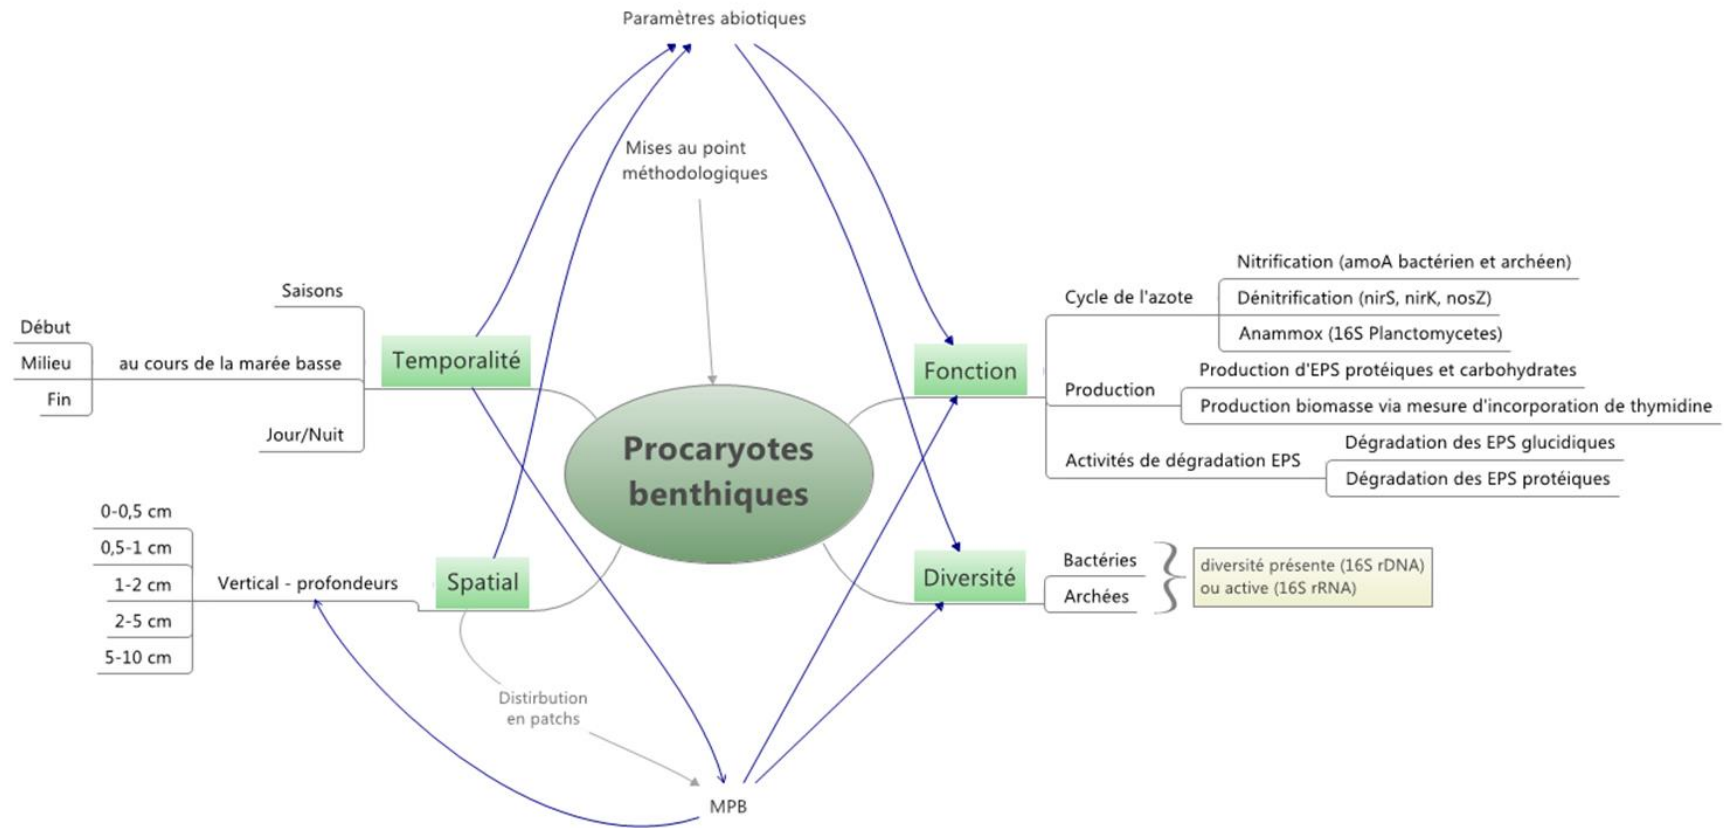 Paramètres abiotiques
Mises au point
méthodologiques
Saisons
Début
Milieu
Fin
au cours de la marée basse
Jour/Nuit
Temporalité
Procaryotes
benthiques
0-0,5 cm
0,5-1 cm
1-2 cm
2-5 cm
5-10 cm
Vertical - profondeurs
Spatial
Distirbution
en patchs
MPB
Fonction
Cycle de l'azote
Nitrification (amoA bactérien et archéen)
Dénitrification (nirS, nirK, nosZ)
Anammox (16S Planctomycetes)
Production
Production d'EPS protéiques et carbohydrates
Production biomasse via mesure d'incorporation de thymidine
Activités de dégradation EPS
Dégradation des EPS glucidiques
Dégradation des EPS protéiques
Diversité
Bactéries
Archées
diversité présente (16S rDNA)
ou active (16S rRNA)